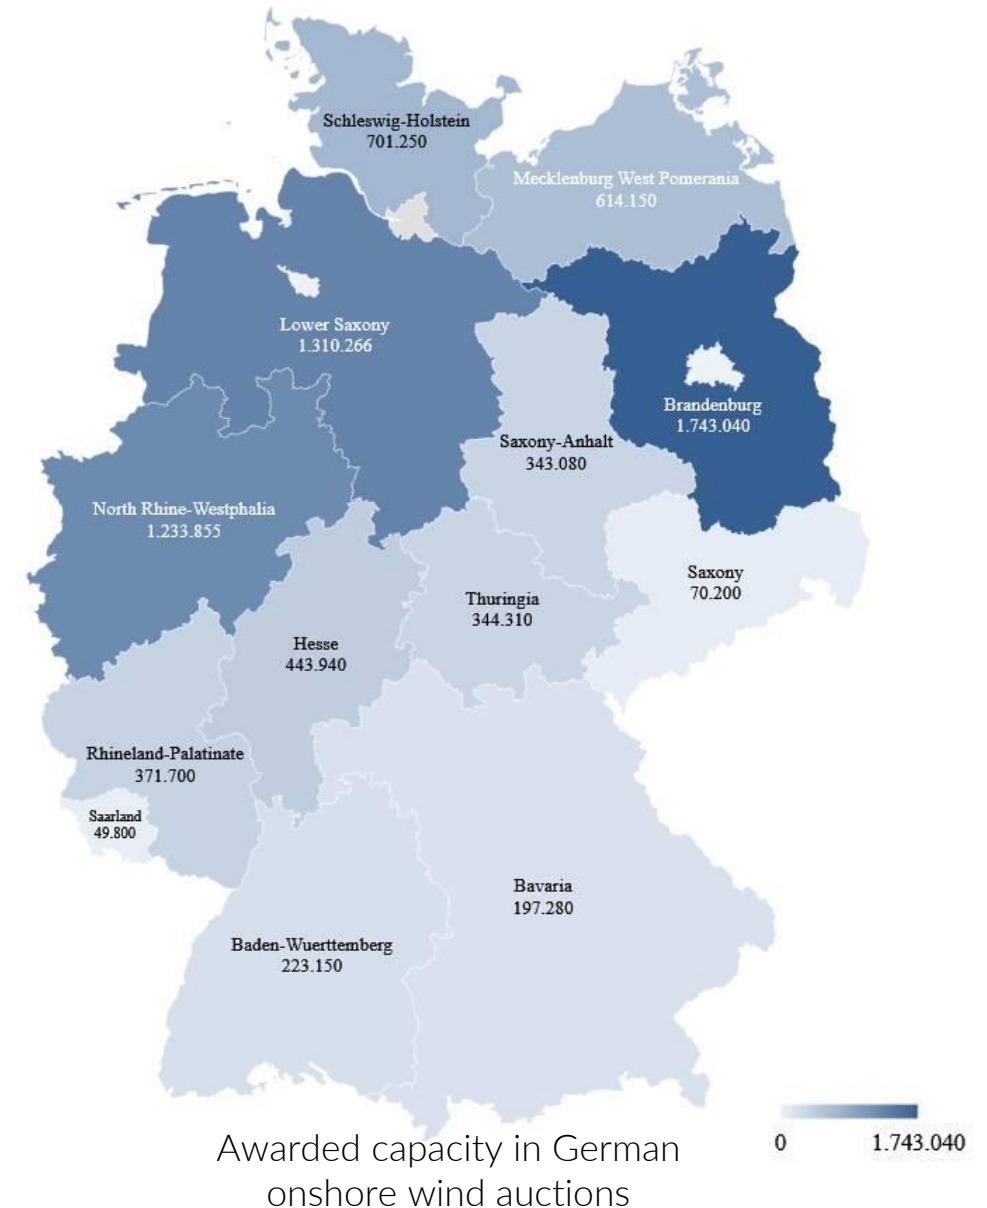 Schleswig-Holstein
701.250
Mecklenburg West Pomerania
614.150
Lower Saxony
1.310.266
Brandenburg
1.743.040
Saxony-Anhalt
343.080
North Rhine-Westphalia
1.233.855
Saxony
70.200
Thuringia
344.310
Hesse
443.940
Rhineland-Palatinate
371.700
Saarland
49.800
Bavaria
197.280
Baden-Wuerttemberg
223.150
0 1.743.040
Awarded capacity in German
onshore wind auctions